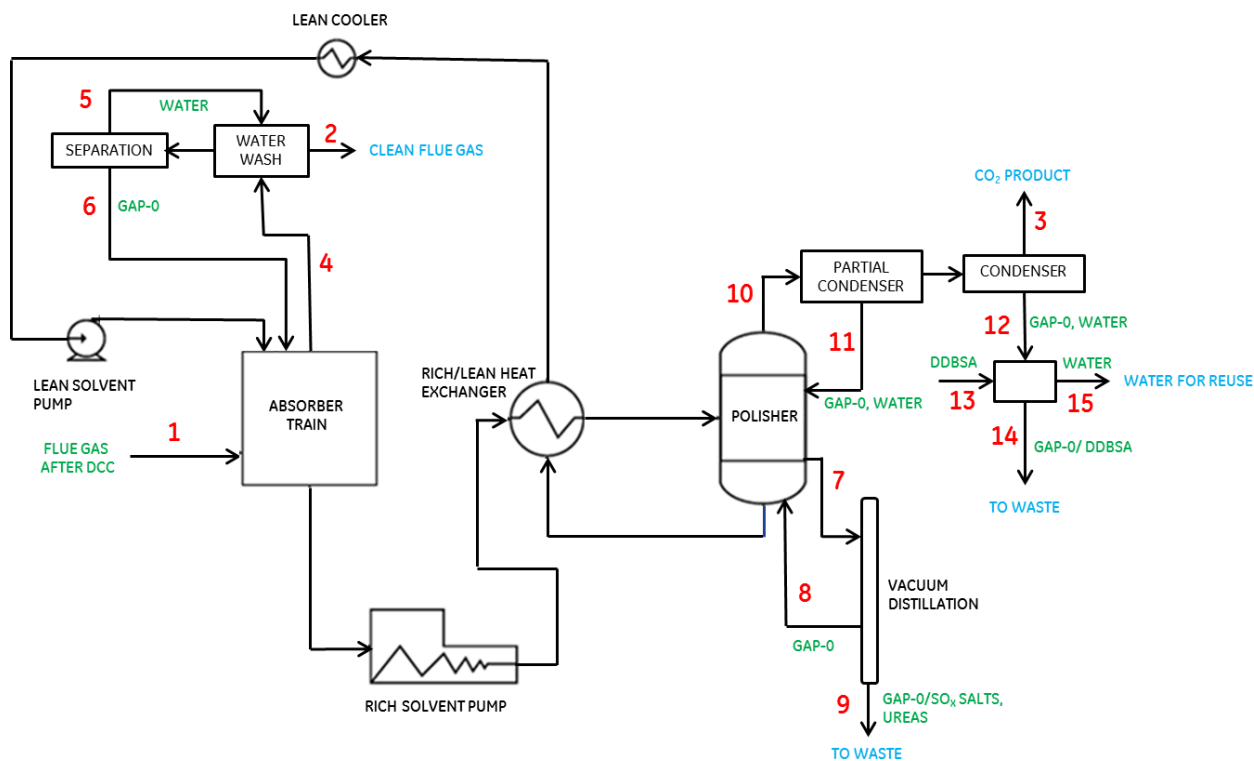 LEAN COOLER
5
WATER
2
SEPARATION
WATER
WASH
CLEAN FLUE GAS
6
GAP-0
4
CO₂ PRODUCT
3
PARTIAL
CONDENSER
CONDENSER
10
11
12
GAP-0, WATER
LEAN SOLVENT
PUMP
RICH/LEAN HEAT
EXCHANGER
DDBSA
WATER
13
15
WATER FOR REUSE
GAP-0, WATER
ABSORBER
TRAIN
POLISHER
1
FLUE GAS
AFTER DCC
14
GAP-0/ DDBSA
7
TO WASTE
8
VACUUM
DISTILLATION
GAP-0
RICH SOLVENT PUMP
9
GAP-0/SOₓ SALTS,
UREAS
TO WASTE